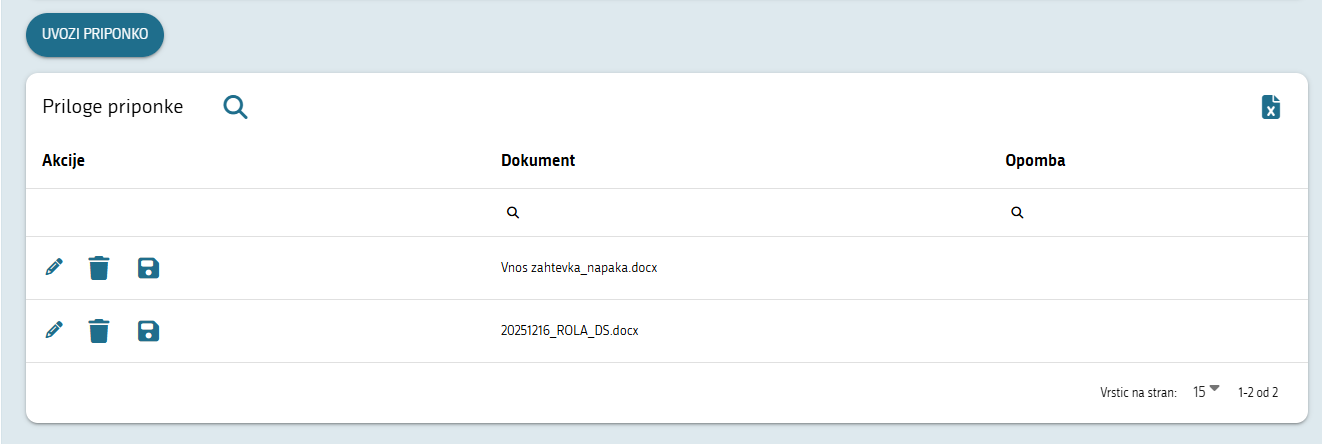 UVOZI PRIPONKO
Priloge priponke
Akcije Dokument Opomba
Vnos zahtevka_napaka.docx
20251216_ROLA_DS.docx
Vrstic na stran: 15 1-2 od 2